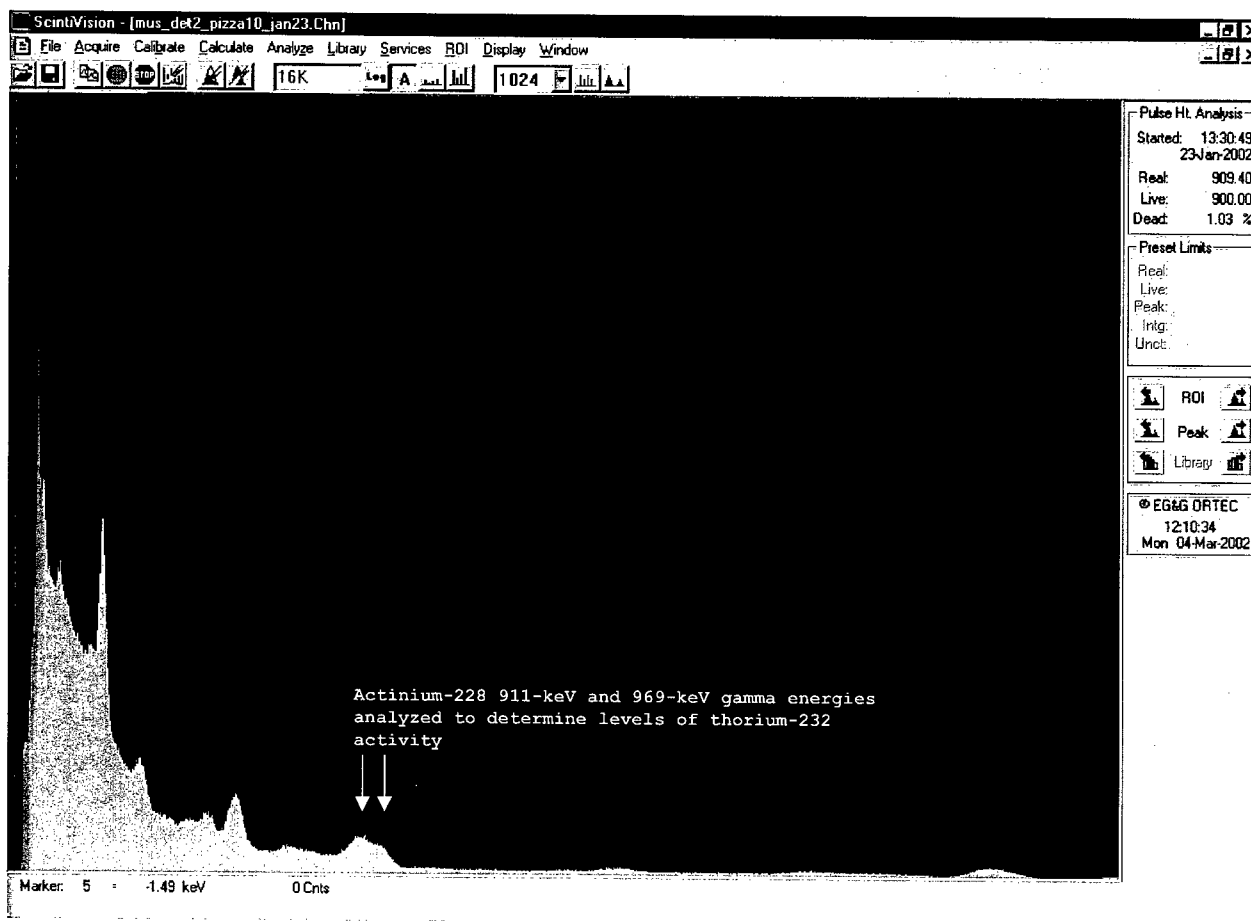 ScintiVision - [mus_det2_pizza10_jan23.Chn]
File Acquire Calibrate Calculate Analyze Library Services ROI Display Window
STOP 16K Log A 1024
Pulse Ht. Analysis
Started: 13:30:49
23-Jan-2002
Real: 909.40
Live: 900.00
Dead: 1.03 %
Preset Limits
Real:
Live:
Peak:
Intg:
Unct:
ROI
Peak
Library
EG&G ORTEC
12:10:34
Mon 04-Mar-2002
Actinium-228 911-keV and 969-keV gamma energies
analyzed to determine levels of thorium-232
activity
Marker: 5 = -1.49 keV 0 Cnts